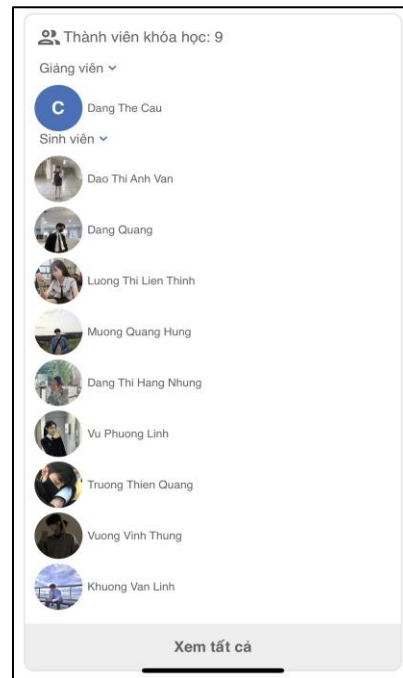 Thành viên khóa học: 9
Giảng viên
C
Dang The Cau
Sinh viên
Dao Thi Anh Van
Dang Quang
Luong Thi Lien Thinh
Muong Quang Hung
Dang Thi Hang Nhung
Vu Phuong Linh
Truong Thien Quang
Vuong Vinh Thung
Khuong Van Linh
Xem tất cả